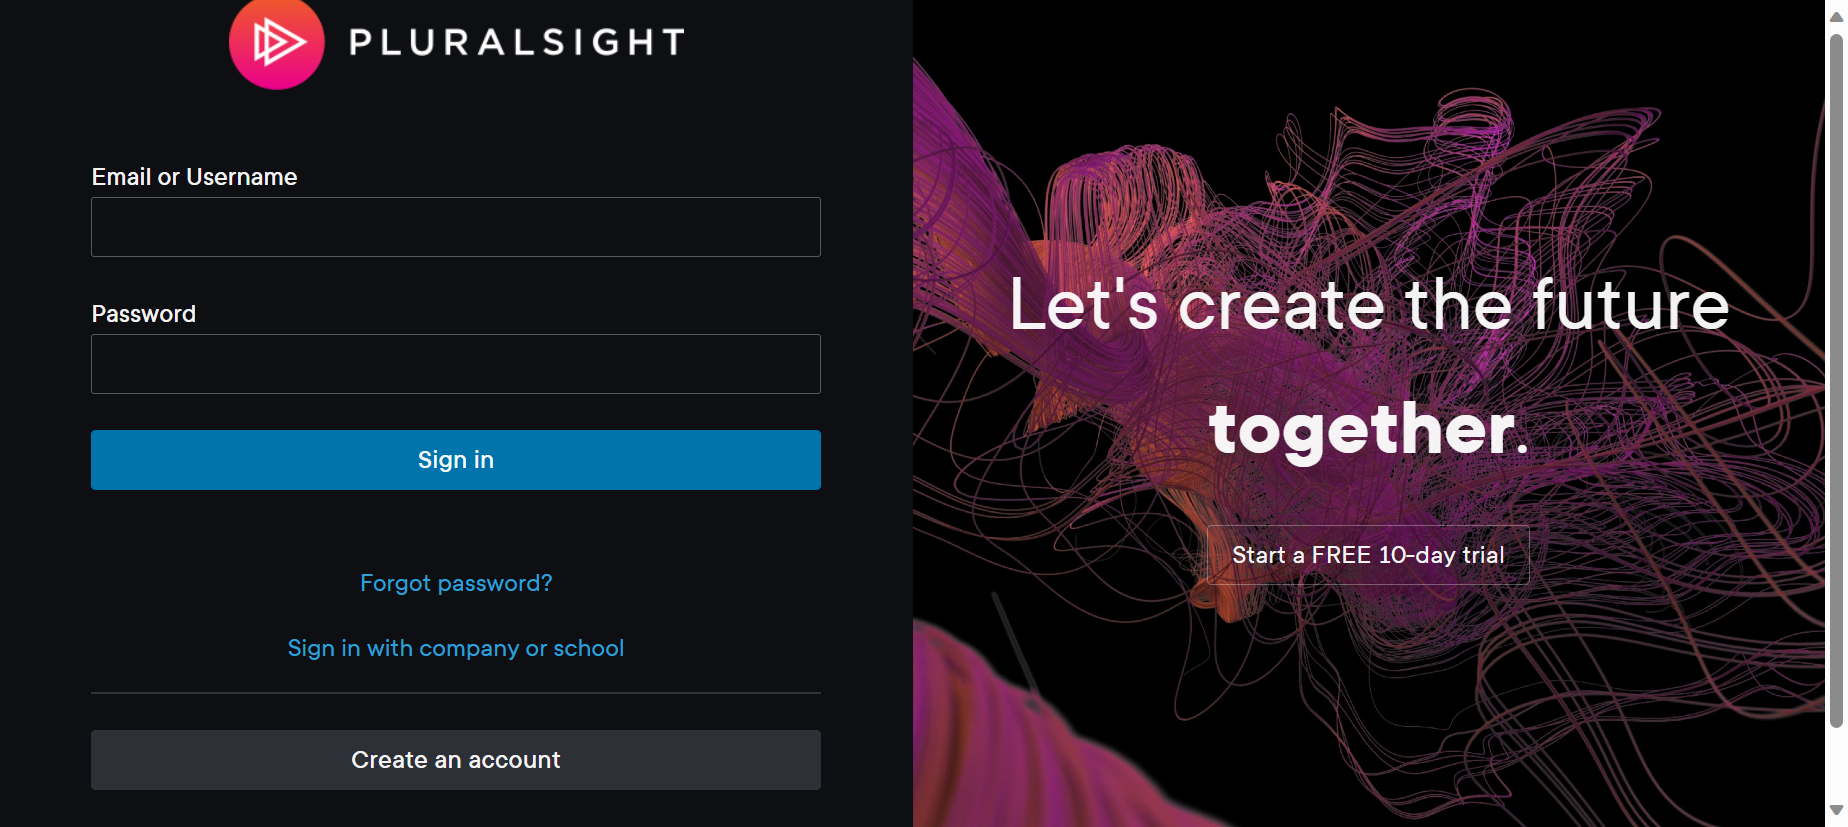 PLURALSIGHT
Email or Username
Password
Sign in
Forgot password?
Sign in with company or school
Create an account
Let's create the future
together.
Start a FREE 10-day trial